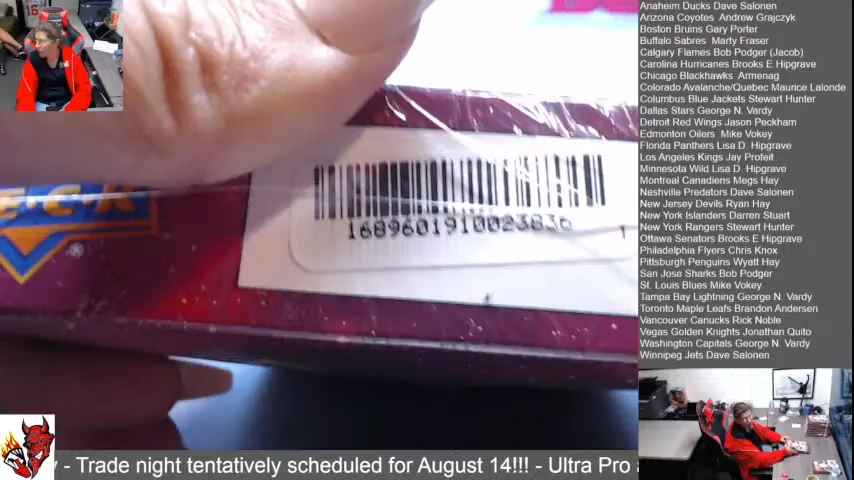 Anaheim Ducks Dave Salonen
Arizona Coyotes Andrew Grajczyk
Boston Bruins Gary Porter
Buffalo Sabres Marty Fraser
Calgary Flames Bob Podger (Jacob)
Carolina Hurricanes Brooks E Hipgrave
Chicago Blackhawks Armenag
Colorado Avalanche/Quebec Maurice Lalonde
Columbus Blue Jackets Stewart Hunter
Dallas Stars George N. Vardy
Detroit Red Wings Jason Peckham
Edmonton Oilers Mike Vokey
Florida Panthers Lisa D. Hipgrave
Los Angeles Kings Jay Profeit
Minnesota Wild Lisa D. Hipgrave
Montreal Canadiens Megs Hay
Nashville Predators Dave Salonen
New Jersey Devils Ryan Hay
New York Islanders Darren Stuart
New York Rangers Stewart Hunter
Ottawa Senators Brooks E Hipgrave
Philadelphia Flyers Chris Knox
Pittsburgh Penguins Wyatt Hay
San Jose Sharks Bob Podger
St. Louis Blues Mike Vokey
Tampa Bay Lightning George N. Vardy
Toronto Maple Leafs Brandon Andersen
Vancouver Canucks Rick Noble
Vegas Golden Knights Jonathan Quito
Washington Capitals George N. Vardy
Winnipeg Jets Dave Salonen
1689601910023836
- Trade night tentatively scheduled for August 14!!! - Ultra Pro